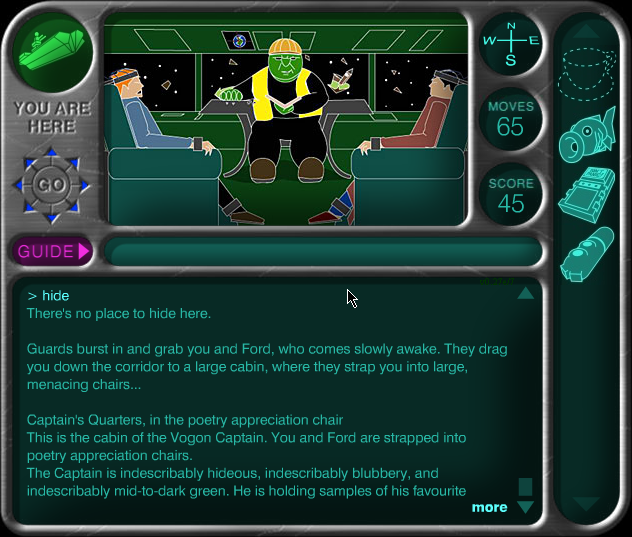 YOU ARE
HERE
GO
N
W E
S
MOVES
65
SCORE
45
GUIDE
> hide
There's no place to hide here.
Guards burst in and grab you and Ford, who comes slowly awake. They drag
you down the corridor to a large cabin, where they strap you into large,
menacing chairs...
Captain's Quarters, in the poetry appreciation chair
This is the cabin of the Vogon Captain. You and Ford are strapped into
poetry appreciation chairs.
The Captain is indescribably hideous, indescribably blubbery, and
indescribably mid-to-dark green. He is holding samples of his favourite
more